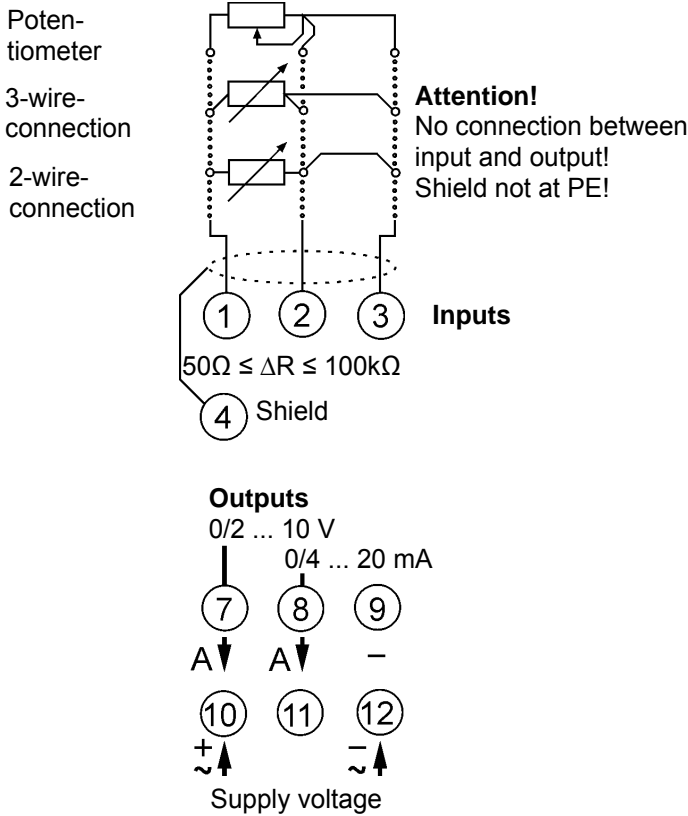 Poten-
tiometer
3-wire-
connection
2-wire-
connection
Attention!
No connection between
input and output!
Shield not at PE!
1 2 3 Inputs
50Ω ≤ ∆R ≤ 100kΩ
4 Shield
Outputs
0/2 ... 10 V
0/4 ... 20 mA
7 8 9
A A –
10 11 12
+ –
~ ~
Supply voltage